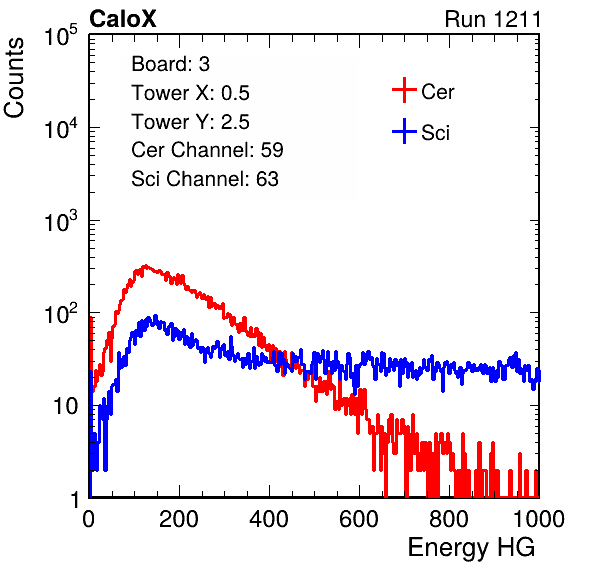 CaloX
Run 1211
Counts
10^5
10^4
10^3
10^2
10
1
Board: 3
Tower X: 0.5
Tower Y: 2.5
Cer Channel: 59
Sci Channel: 63
Cer
Sci
0 200 400 600 800 1000
Energy HG